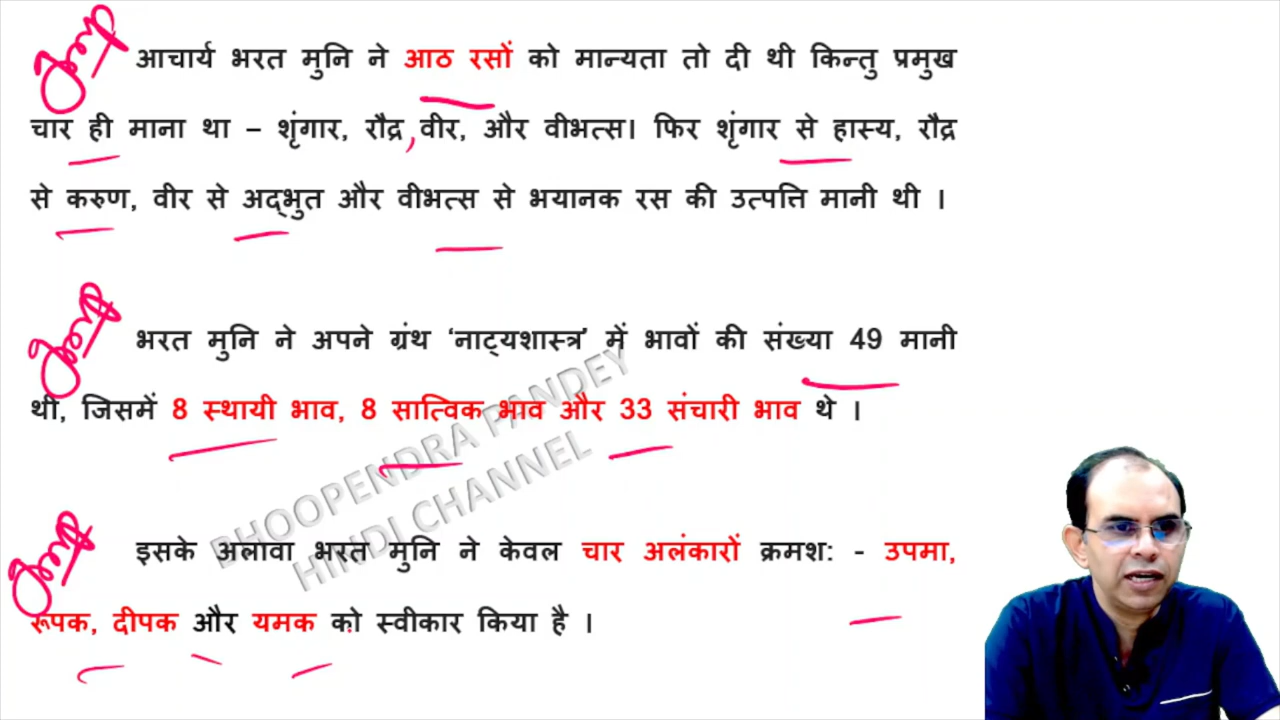 आचार्य भरत मुनि ने आठ रसों को मान्यता तो दी थी किन्तु प्रमुख
चार ही माना था – शृंगार, रौद्र,वीर, और वीभत्स। फिर शृंगार से हास्य, रौद्र
से करुण, वीर से अद्भुत और वीभत्स से भयानक रस की उत्पत्ति मानी थी ।
भरत मुनि ने अपने ग्रंथ ‘नाट्यशास्त्र’ में भावों की संख्या 49 मानी
थी, जिसमें 8 स्थायी भाव, 8 सात्विक भाव और 33 संचारी भाव थे ।
BHOOPENDRA PANDEY
HINDI CHANNEL
इसके अलावा भरत मुनि ने केवल चार अलंकारों क्रमश: - उपमा,
रूपक, दीपक और यमक को स्वीकार किया है ।